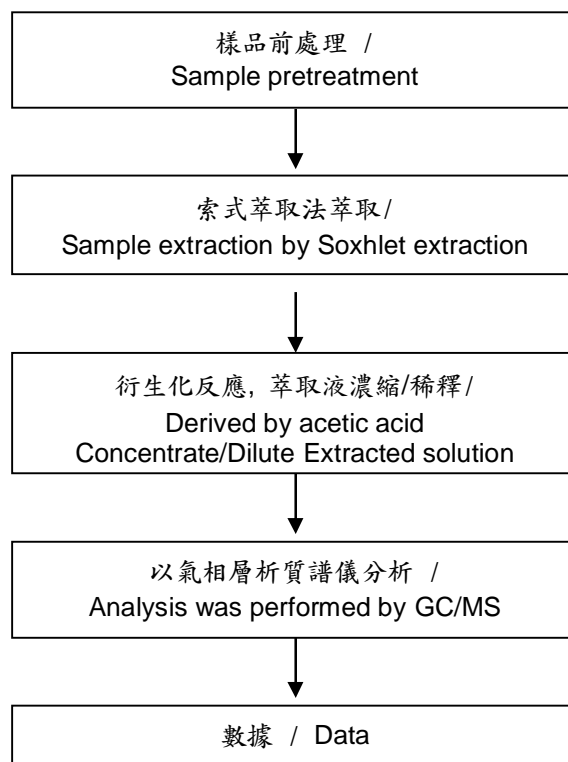 樣品前處理 /
Sample pretreatment
索式萃取法萃取/
Sample extraction by Soxhlet extraction
衍生化反應, 萃取液濃縮/稀釋/
Derived by acetic acid
Concentrate/Dilute Extracted solution
以氣相層析質譜儀分析 /
Analysis was performed by GC/MS
數據 / Data